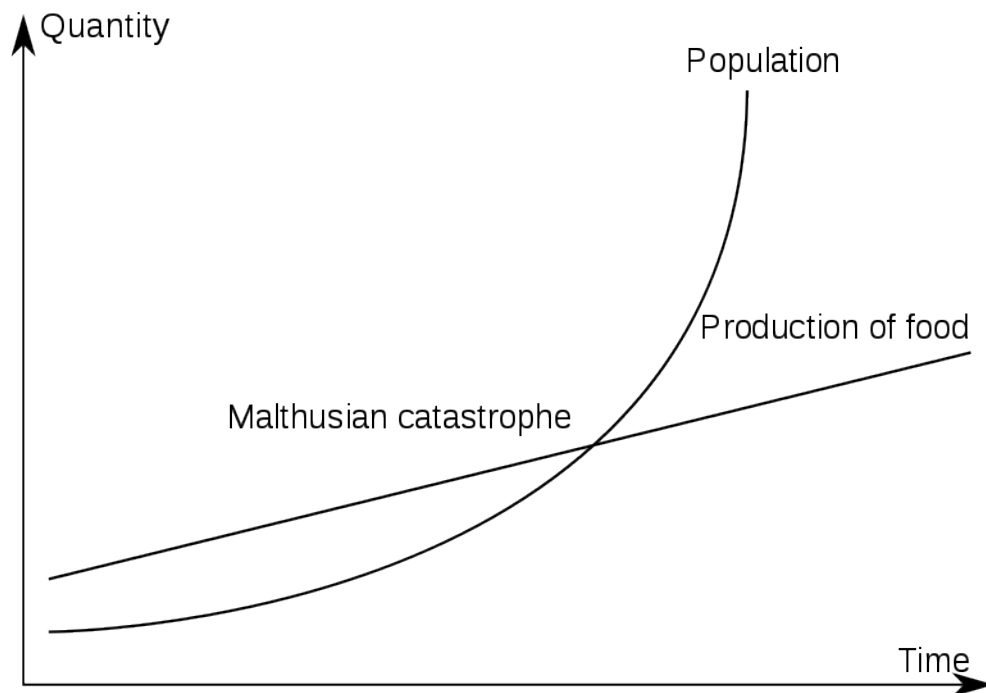 Quantity
Population
Production of food
Malthusian catastrophe
Time